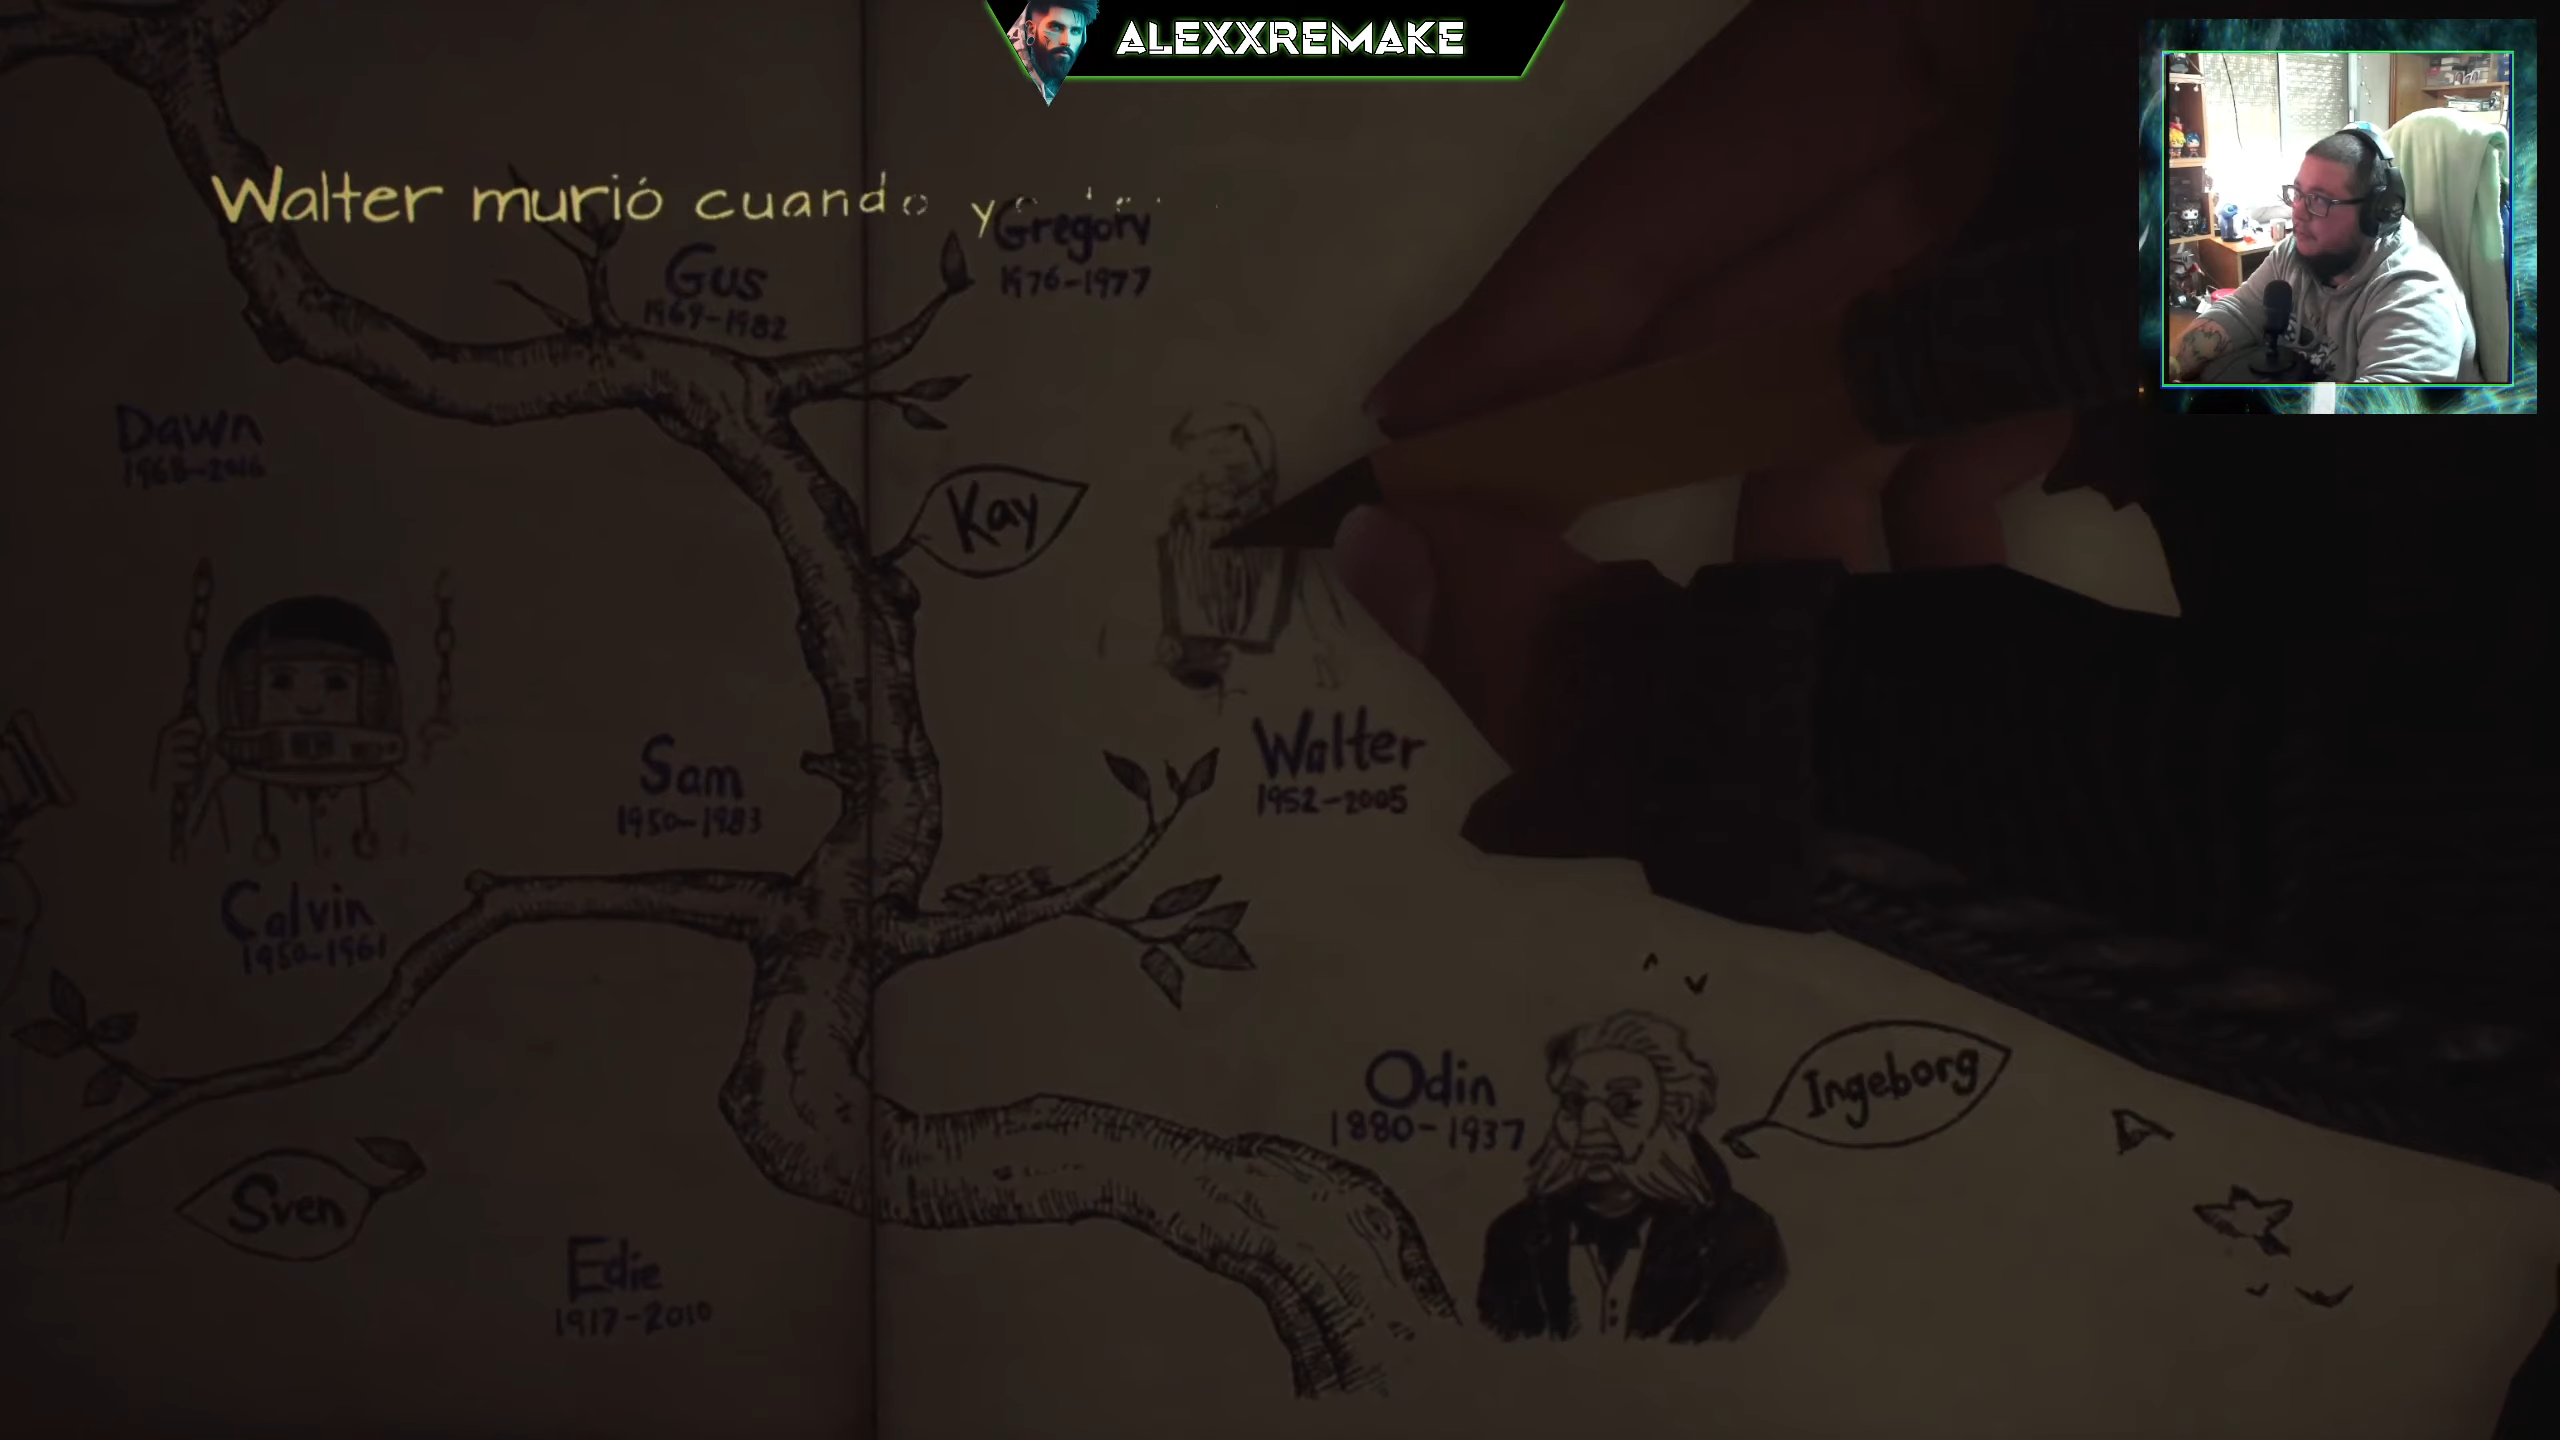 ALEXXREMAKE
Walter murió cuando
Gus
1969-1982
Gregory
1976-1977
Dawn
1968-2016
Kay
Sam
1950-1983
Walter
1952-2005
Calvin
1950-1961
Odin
1880-1937
Ingeborg
Sven
Edie
1917-2010